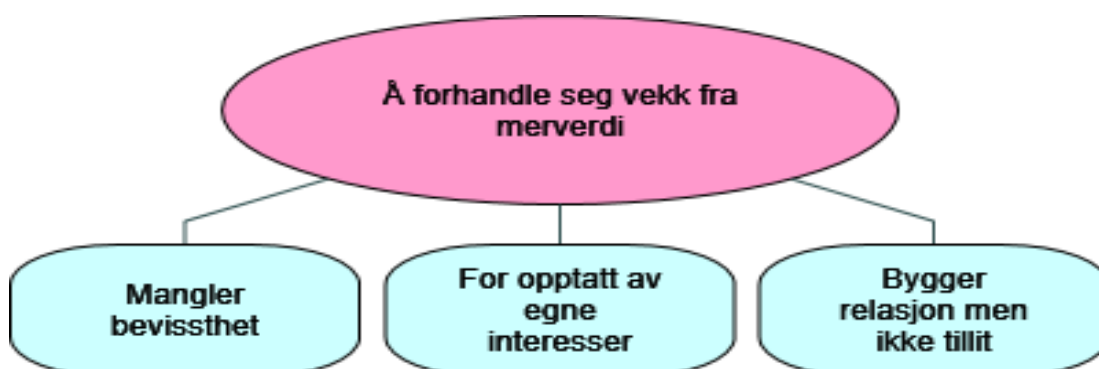 Å forhandle seg vekk fra
merverdi
Mangler
bevissthet
For opptatt av
egne
interesser
Bygger
relasjon men
ikke tillit